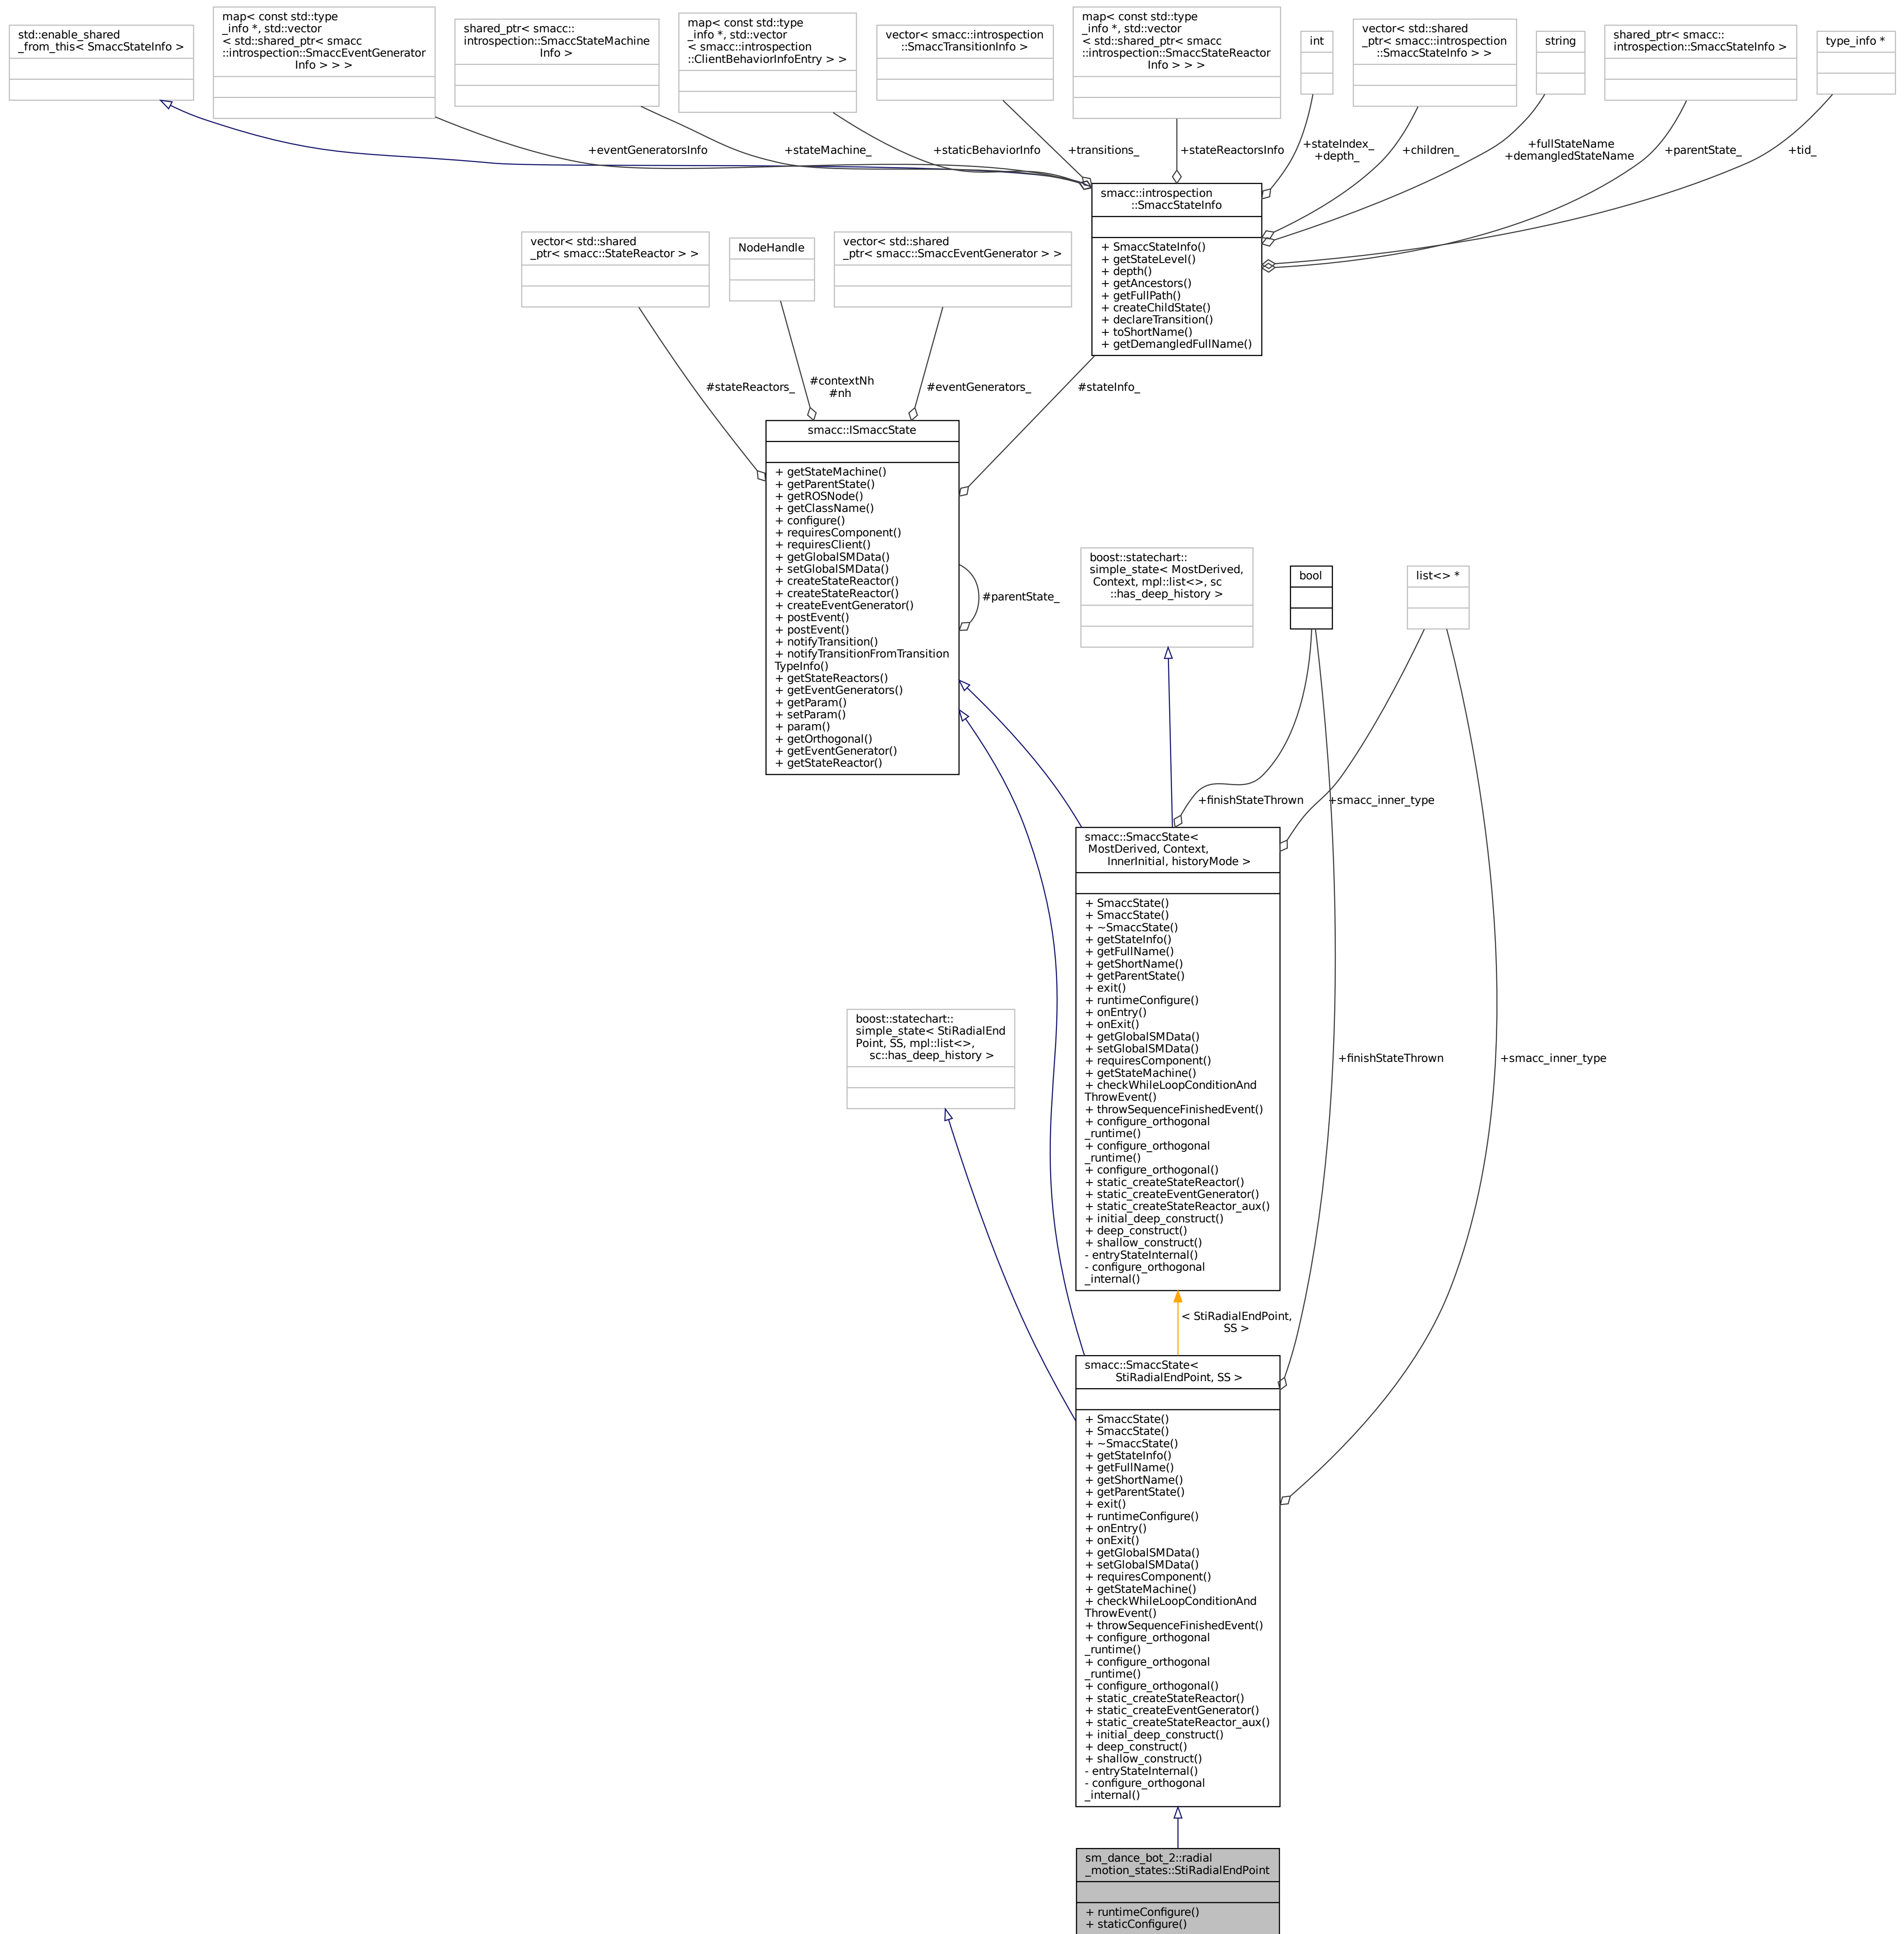 std::enable_shared
_from_this< SmaccStateInfo >
map< const std::type
_info *, std::vector
< std::shared_ptr< smacc
::introspection::SmaccEventGenerator
Info > > >
shared_ptr< smacc::
introspection::SmaccStateMachine
Info >
map< const std::type
_info *, std::vector
< smacc::introspection
::ClientBehaviorInfoEntry > >
vector< smacc::introspection
::SmaccTransitionInfo >
map< const std::type
_info *, std::vector
< std::shared_ptr< smacc
::introspection::SmaccStateReactor
Info > > >
int
vector< std::shared
_ptr< smacc::introspection
::SmaccStateInfo > >
string
shared_ptr< smacc::
introspection::SmaccStateInfo >
type_info *
+eventGeneratorsInfo
+stateMachine_
+staticBehaviorInfo
+transitions_
+stateReactorsInfo
+stateIndex_
+depth_
+children_
+fullStateName
+demangledStateName
+parentState_
+tid_
smacc::introspection
::SmaccStateInfo
+ SmaccStateInfo()
+ getStateLevel()
+ depth()
+ getAncestors()
+ getFullPath()
+ createChildState()
+ declareTransition()
+ toShortName()
+ getDemangledFullName()
vector< std::shared
_ptr< smacc::StateReactor > >
NodeHandle
vector< std::shared
_ptr< smacc::SmaccEventGenerator > >
#stateReactors_
#contextNh
#nh
#eventGenerators_
#stateInfo_
smacc::ISmaccState
+ getStateMachine()
+ getParentState()
+ getROSNode()
+ getClassName()
+ configure()
+ requiresComponent()
+ requiresClient()
+ getGlobalSMData()
+ setGlobalSMData()
+ createStateReactor()
+ createStateReactor()
+ createEventGenerator()
+ postEvent()
+ postEvent()
+ notifyTransition()
+ notifyTransitionFromTransition
TypeInfo()
+ getStateReactors()
+ getEventGenerators()
+ getParam()
+ setParam()
+ param()
+ getOrthogonal()
+ getEventGenerator()
+ getStateReactor()
#parentState_
boost::statechart::
simple_state< MostDerived,
Context, mpl::list<>, sc
::has_deep_history >
bool
list<> *
+finishStateThrown
+smacc_inner_type
smacc::SmaccState<
MostDerived, Context,
InnerInitial, historyMode >
+ SmaccState()
+ SmaccState()
+ ~SmaccState()
+ getStateInfo()
+ getFullName()
+ getShortName()
+ getParentState()
+ exit()
+ runtimeConfigure()
+ onEntry()
+ onExit()
+ getGlobalSMData()
+ setGlobalSMData()
+ requiresComponent()
+ getStateMachine()
+ checkWhileLoopConditionAnd
ThrowEvent()
+ throwSequenceFinishedEvent()
+ configure_orthogonal
_runtime()
+ configure_orthogonal
_runtime()
+ configure_orthogonal()
+ static_createStateReactor()
+ static_createEventGenerator()
+ static_createStateReactor_aux()
+ initial_deep_construct()
+ deep_construct()
+ shallow_construct()
- entryStateInternal()
- configure_orthogonal
_internal()
boost::statechart::
simple_state< StiRadialEnd
Point, SS, mpl::list<>,
sc::has_deep_history >
+finishStateThrown
+smacc_inner_type
< StiRadialEndPoint,
SS >
smacc::SmaccState<
StiRadialEndPoint, SS >
+ SmaccState()
+ SmaccState()
+ ~SmaccState()
+ getStateInfo()
+ getFullName()
+ getShortName()
+ getParentState()
+ exit()
+ runtimeConfigure()
+ onEntry()
+ onExit()
+ getGlobalSMData()
+ setGlobalSMData()
+ requiresComponent()
+ getStateMachine()
+ checkWhileLoopConditionAnd
ThrowEvent()
+ throwSequenceFinishedEvent()
+ configure_orthogonal
_runtime()
+ configure_orthogonal
_runtime()
+ configure_orthogonal()
+ static_createStateReactor()
+ static_createEventGenerator()
+ static_createStateReactor_aux()
+ initial_deep_construct()
+ deep_construct()
+ shallow_construct()
- entryStateInternal()
- configure_orthogonal
_internal()
sm_dance_bot_2::radial
_motion_states::StiRadialEndPoint
+ runtimeConfigure()
+ staticConfigure()